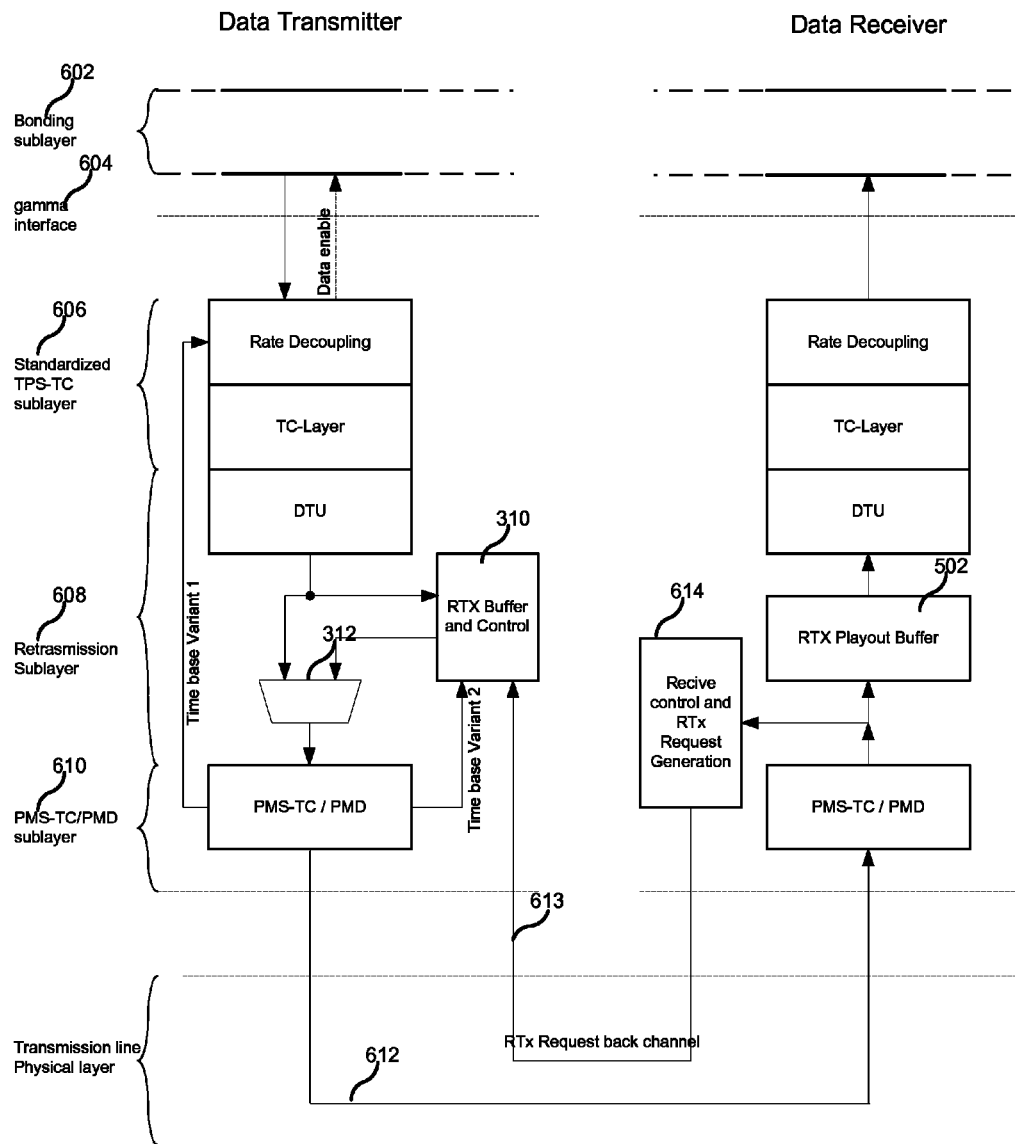 Data Transmitter
Data Receiver
602
Bonding
sublayer
604
gamma
interface
Data enable
606
Standardized
TPS-TC
sublayer
Rate Decoupling
TC-Layer
DTU
Rate Decoupling
TC-Layer
DTU
310
RTX Buffer
and Control
502
RTX Playout Buffer
614
Recive
control and
RTx
Request
Generation
608
Retrasmission
Sublayer
312
Time base Variant 1
Time base Variant 2
610
PMS-TC/PMD
sublayer
PMS-TC / PMD
PMS-TC / PMD
613
RTx Request back channel
Transmission line
Physical layer
612